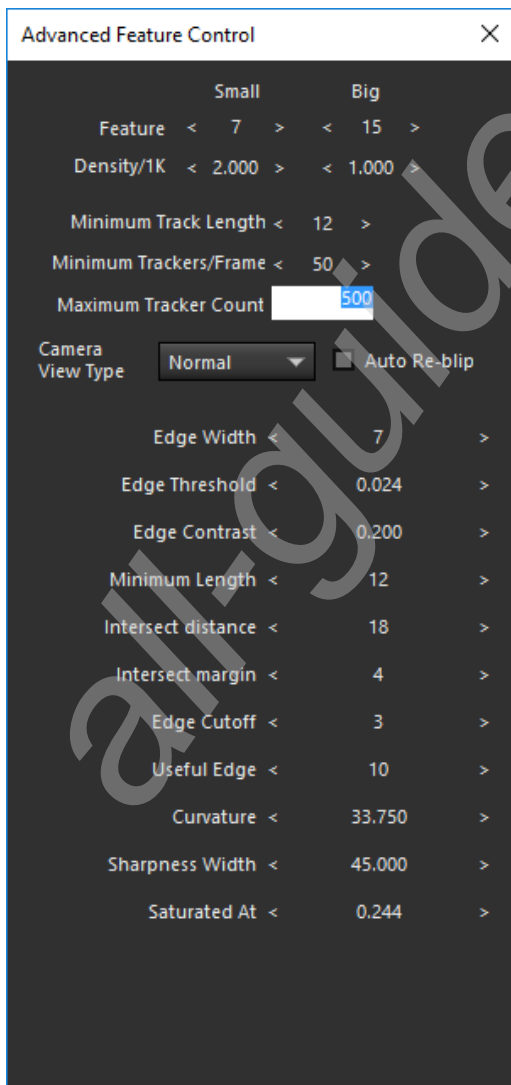 Advanced Feature Control
Small Big
Feature < 7 > < 15 >
Density/1K < 2.000 > < 1.000 >
Minimum Track Length < 12 >
Minimum Trackers/Frame < 50 >
Maximum Tracker Count 500
Camera
View Type Normal Auto Re-blip
Edge Width < 7 >
Edge Threshold < 0.024 >
Edge Contrast < 0.200 >
Minimum Length < 12 >
Intersect distance < 18 >
Intersect margin < 4 >
Edge Cutoff < 3 >
Useful Edge < 10 >
Curvature < 33.750 >
Sharpness Width < 45.000 >
Saturated At < 0.244 >
all-guide